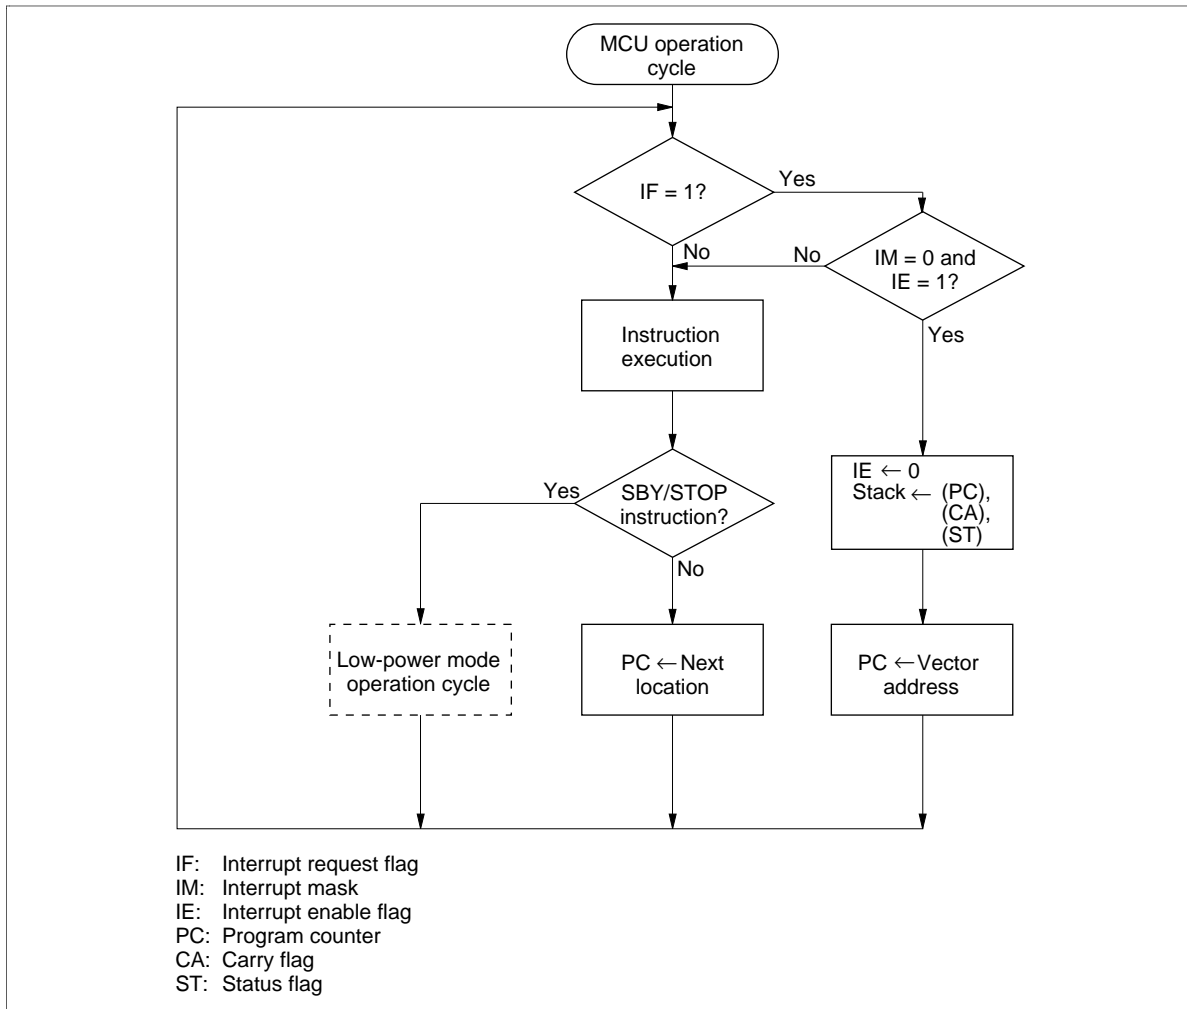 MCU operation
cycle
IF = 1?
Yes
No
IM = 0 and
IE = 1?
No
Yes
Instruction
execution
SBY/STOP
instruction?
Yes
No
IE ← 0
Stack ← (PC),
(CA),
(ST)
Low-power mode
operation cycle
PC ← Next
location
PC ← Vector
address
IF: Interrupt request flag
IM: Interrupt mask
IE: Interrupt enable flag
PC: Program counter
CA: Carry flag
ST: Status flag